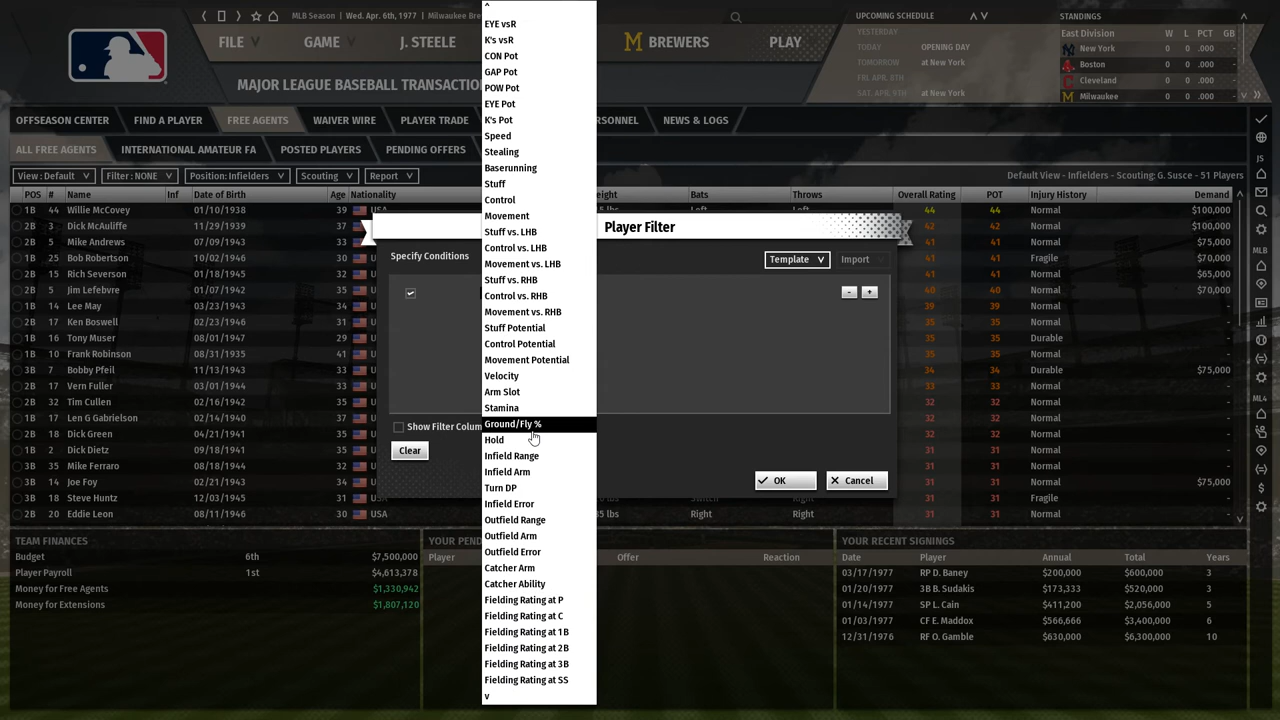 MLB Season | Wed. Apr. 6th, 1977 | Milwaukee Bre
UPCOMING SCHEDULE
STANDINGS
YESTERDAY
TODAY OPENING DAY
TOMORROW at New York
FRI. APR. 8TH
SAT. APR. 9TH at New York
East Division W L PCT GB
New York 0 0 .000 -
Boston 0 0 .000 -
Cleveland 0 0 .000 -
Milwaukee 0 0 .000 -
FILE GAME J. STEELE M BREWERS PLAY
MAJOR LEAGUE BASEBALL TRANSACTION
OFFSEASON CENTER FIND A PLAYER FREE AGENTS WAIVER WIRE PLAYER TRADE RSONNEL NEWS & LOGS
ALL FREE AGENTS INTERNATIONAL AMATEUR FA POSTED PLAYERS PENDING OFFERS
View : Default Filter : NONE Position: Infielders Scouting Report
Default View - Infielders - Scouting: G. Susce - 51 Players
POS # Name Inf Date of Birth Age Nationality eight Bats Throws Overall Rating POT Injury History Demand
1B 44 Willie McCovey 01/10/1938 39 USA 5 lbs Left Left 44 44 Normal $100,000
2B 3 Dick McAuliffe 11/29/1939 37 42 42 Normal $100,000
2B 5 Mike Andrews 07/09/1943 33 41 41 Normal $75,000
1B 25 Bob Robertson 10/02/1946 30 41 41 Fragile $70,000
2B 15 Rich Severson 01/18/1945 32 41 41 Normal $65,000
2B 5 Jim Lefebvre 01/07/1942 35 40 40 Normal $100,000
1B 14 Lee May 03/23/1943 34 39 39 Normal
2B 17 Ken Boswell 02/23/1946 31 35 35 Normal
1B 16 Tony Muser 08/01/1947 29 35 35 Durable
1B 10 Frank Robinson 08/31/1935 41 35 35 Normal
3B 7 Bobby Pfeil 11/13/1943 33 34 34 Durable $75,000
2B 17 Vern Fuller 03/01/1944 33 32 32 Normal
2B 32 Tim Cullen 02/16/1942 35 32 32 Normal
1B 17 Len G Gabrielson 02/14/1940 37 32 32 Normal
2B 18 Dick Green 04/21/1941 35 32 32 Normal
2B 2 Dick Dietz 09/18/1941 35 31 31 Normal
3B 35 Mike Ferraro 08/18/1944 32 31 31 Normal
3B 14 Joe Foy 02/21/1943 34 31 31 Normal $75,000
3B 18 Steve Huntz 12/03/1945 31 USA Switch Right 31 31 Fragile
2B 20 Eddie Leon 08/11/1946 30 USA 85 lbs Right Right 31 31 Normal
Player Filter
Specify Conditions
Template Import
- +
Show Filter Colum
Clear
OK Cancel
^
EYE vsR
K's vsR
CON Pot
GAP Pot
POW Pot
EYE Pot
K's Pot
Speed
Stealing
Baserunning
Stuff
Control
Movement
Stuff vs. LHB
Control vs. LHB
Movement vs. LHB
Stuff vs. RHB
Control vs. RHB
Movement vs. RHB
Stuff Potential
Control Potential
Movement Potential
Velocity
Arm Slot
Stamina
Ground/Fly %
Hold
Infield Range
Infield Arm
Turn DP
Infield Error
Outfield Range
Outfield Arm
Outfield Error
Catcher Arm
Catcher Ability
Fielding Rating at P
Fielding Rating at C
Fielding Rating at 1B
Fielding Rating at 2B
Fielding Rating at 3B
Fielding Rating at SS
v
JS
MLB
ML4
TEAM FINANCES
Budget 6th $7,500,000
Player Payroll 1st $4,613,378
Money for Free Agents $1,330,942
Money for Extensions $1,807,120
YOUR PEND
Player Offer Reaction
YOUR RECENT SIGNINGS
Date Player Annual Total Years
03/17/1977 RP D. Baney $200,000 $600,000 3
01/20/1977 3B B. Sudakis $173,333 $520,000 3
01/14/1977 SP L. Cain $411,200 $2,056,000 5
01/03/1977 CF E. Maddox $566,666 $3,400,000 6
12/31/1976 RF O. Gamble $630,000 $6,300,000 10